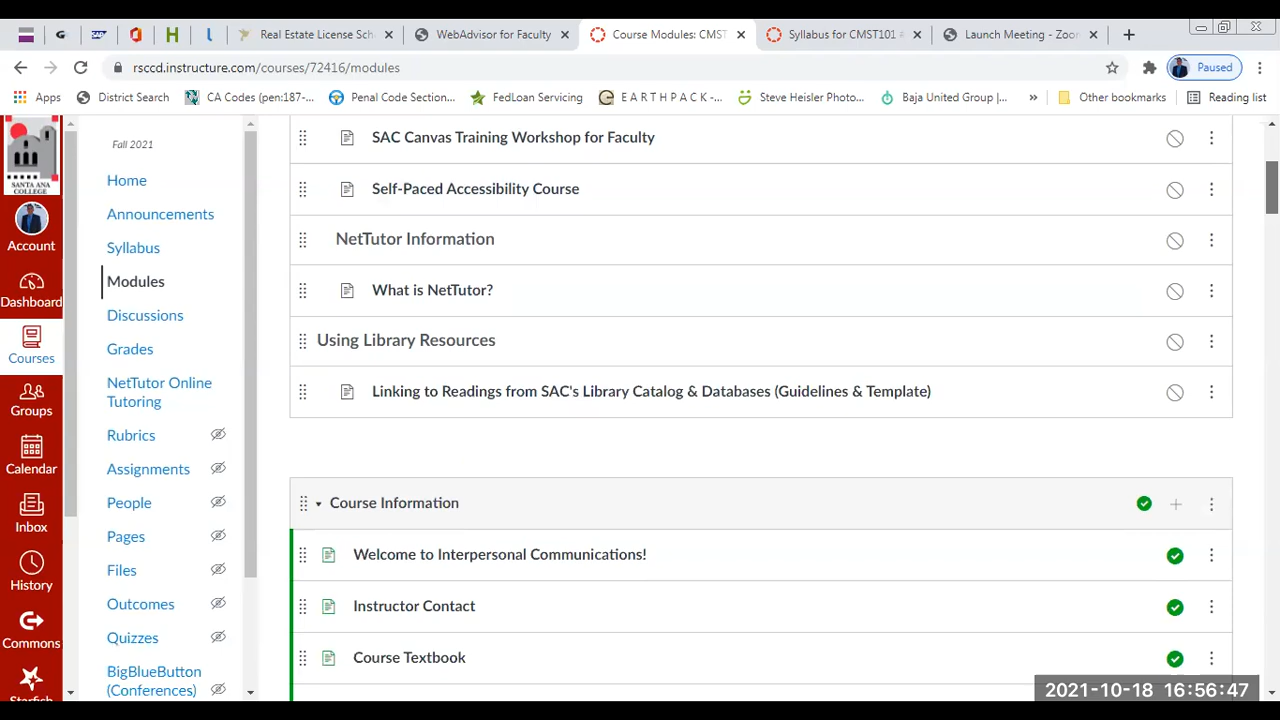 Real Estate License Sch
WebAdvisor for Faculty
Course Modules: CMST
Syllabus for CMST101
Launch Meeting - Zoo
rsccd.instructure.com/courses/72416/modules
Paused
Apps
District Search
CA Codes (pen:187-...
Penal Code Section...
FedLoan Servicing
E A R T H P A C K -...
Steve Heisler Photo...
Baja United Group |...
»
Other bookmarks
Reading list
SANTA ANA
COLLEGE
Account
Dashboard
Courses
Groups
Calendar
Inbox
History
Commons
Starfish
Fall 2021
Home
Announcements
Syllabus
Modules
Discussions
Grades
NetTutor Online
Tutoring
Rubrics
Assignments
People
Pages
Files
Outcomes
Quizzes
BigBlueButton
(Conferences)
SAC Canvas Training Workshop for Faculty
Self-Paced Accessibility Course
NetTutor Information
What is NetTutor?
Using Library Resources
Linking to Readings from SAC's Library Catalog & Databases (Guidelines & Template)
Course Information
Welcome to Interpersonal Communications!
Instructor Contact
Course Textbook
2021-10-18 16:56:47